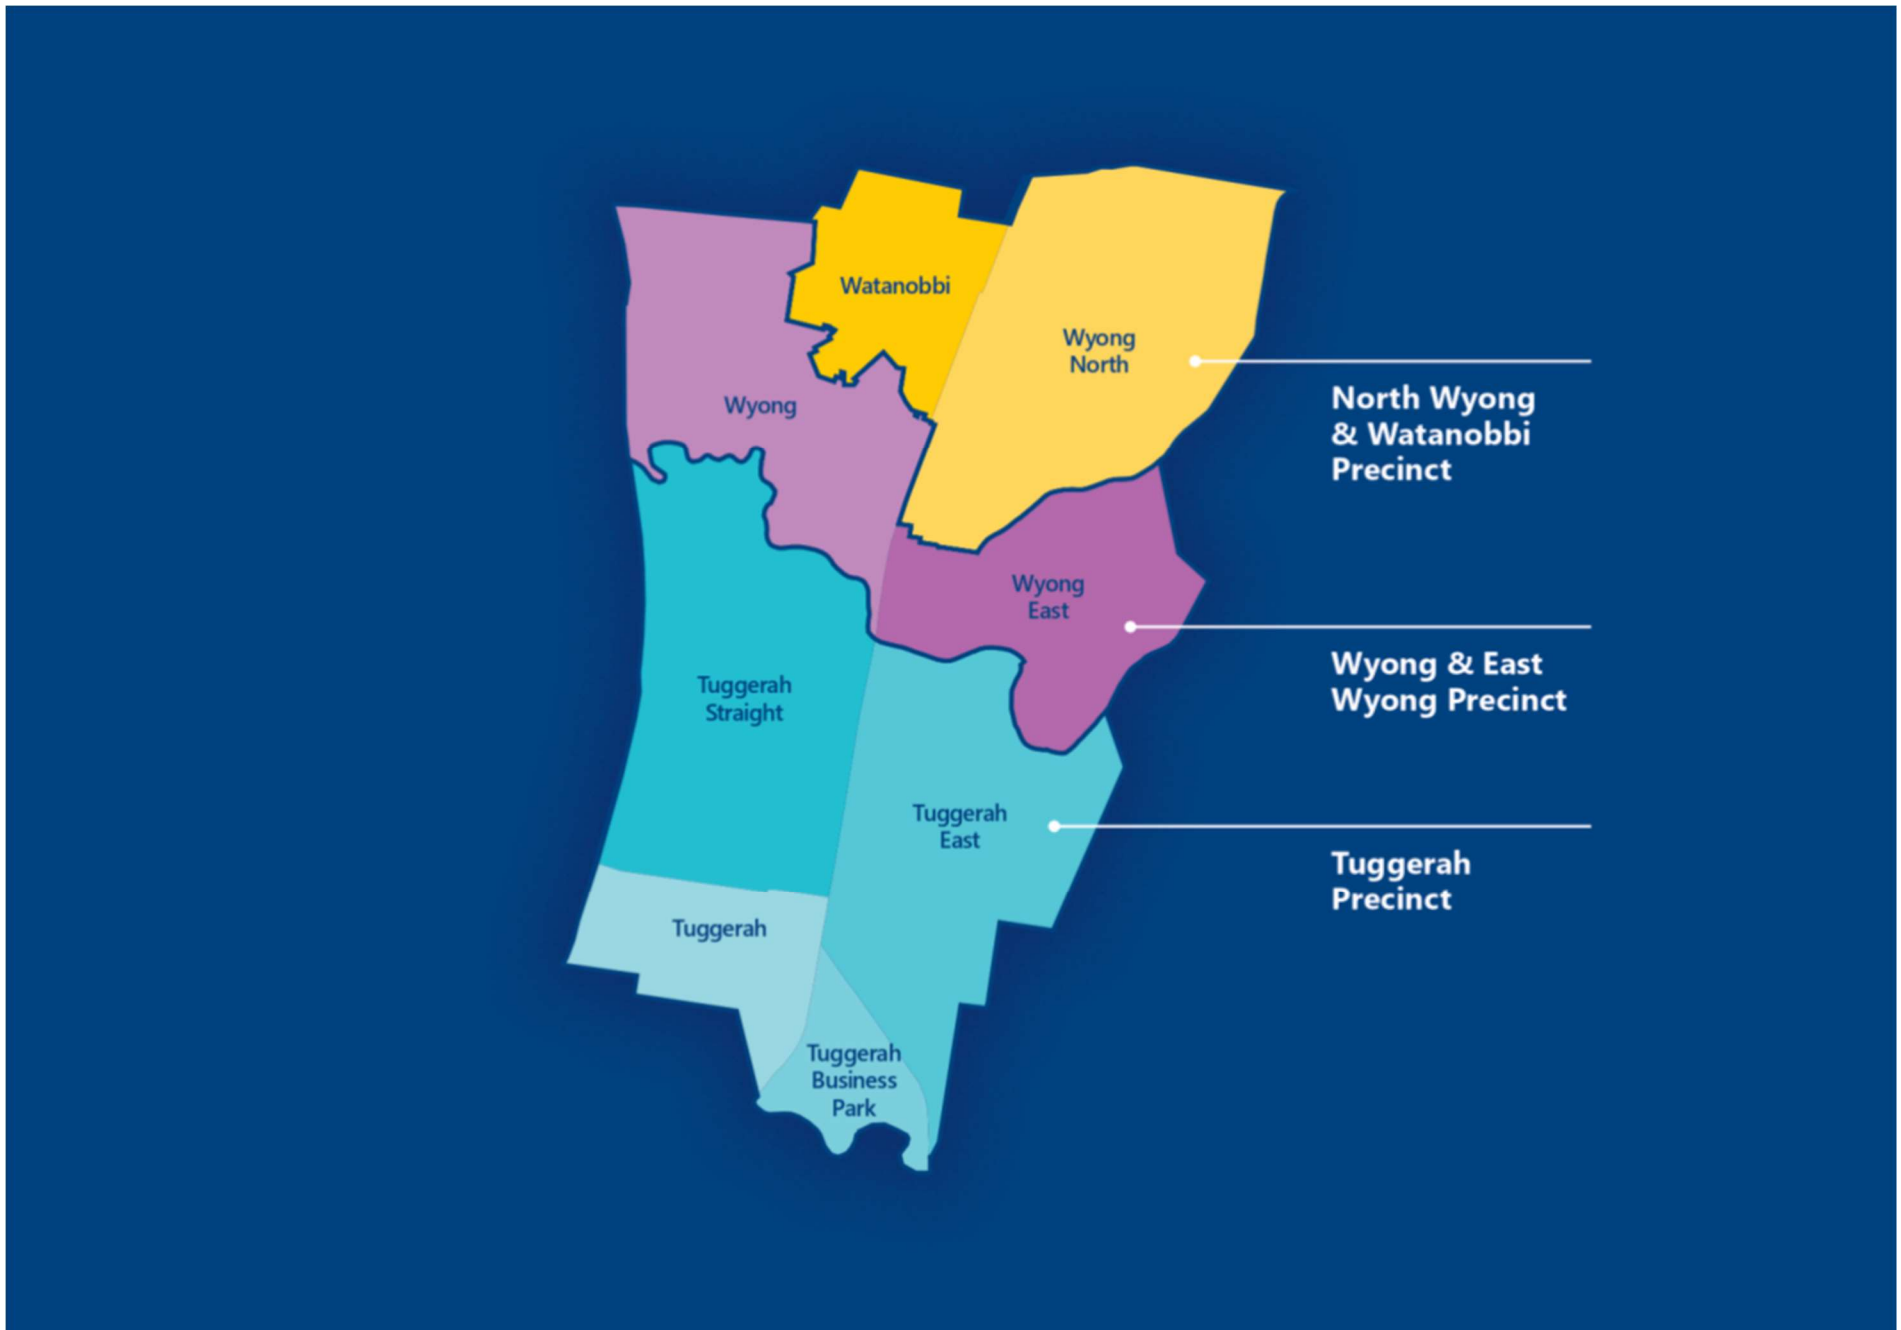 Watanobbi
Wyong
North
North Wyong
& Watanobbi
Precinct
Wyong
Wyong
East
Wyong & East
Wyong Precinct
Tuggerah
Straight
Tuggerah
East
Tuggerah
Precinct
Tuggerah
Tuggerah
Business
Park